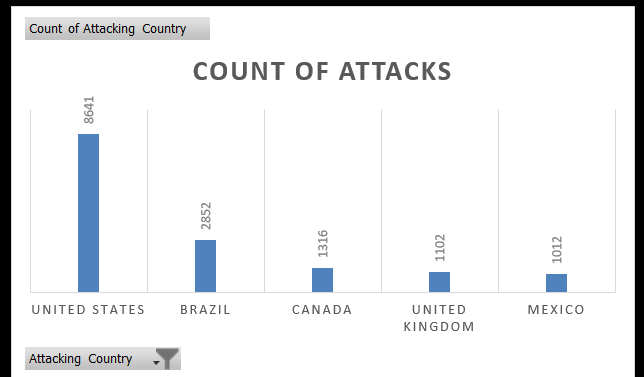 Count of Attacking Country
COUNT OF ATTACKS
8641
2852
1316
1102
1012
UNITED STATES
BRAZIL
CANADA
UNITED
KINGDOM
MEXICO
Attacking Country